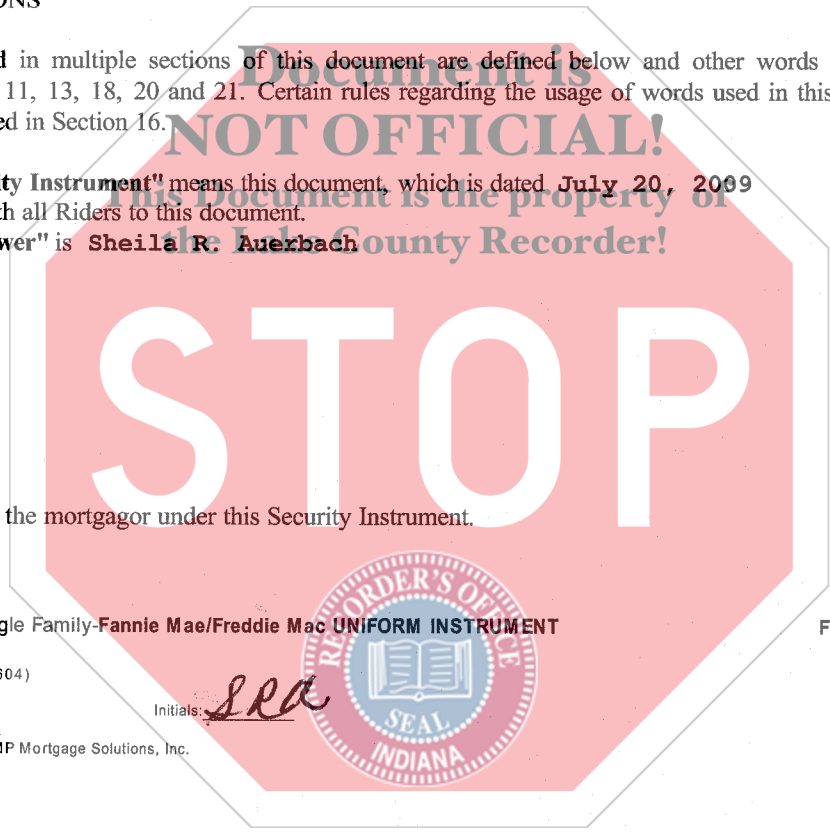 ONS
d in multiple sections of this document are defined below and other words
11, 13, 18, 20 and 21. Certain rules regarding the usage of words used in this
ed in Section 16.
Document is
NOT OFFICIAL!
This Document is the property of
the Lake County Recorder!
ty Instrument" means this document, which is dated July 20, 2009
th all Riders to this document.
wer" is Sheila R. Auerbach
STOP
the mortgagor under this Security Instrument.
gle Family-Fannie Mae/Freddie Mac UNIFORM INSTRUMENT
F
604)
Initials: SRA
MP Mortgage Solutions, Inc.
RECORDER'S OFFICE
SEAL
INDIANA